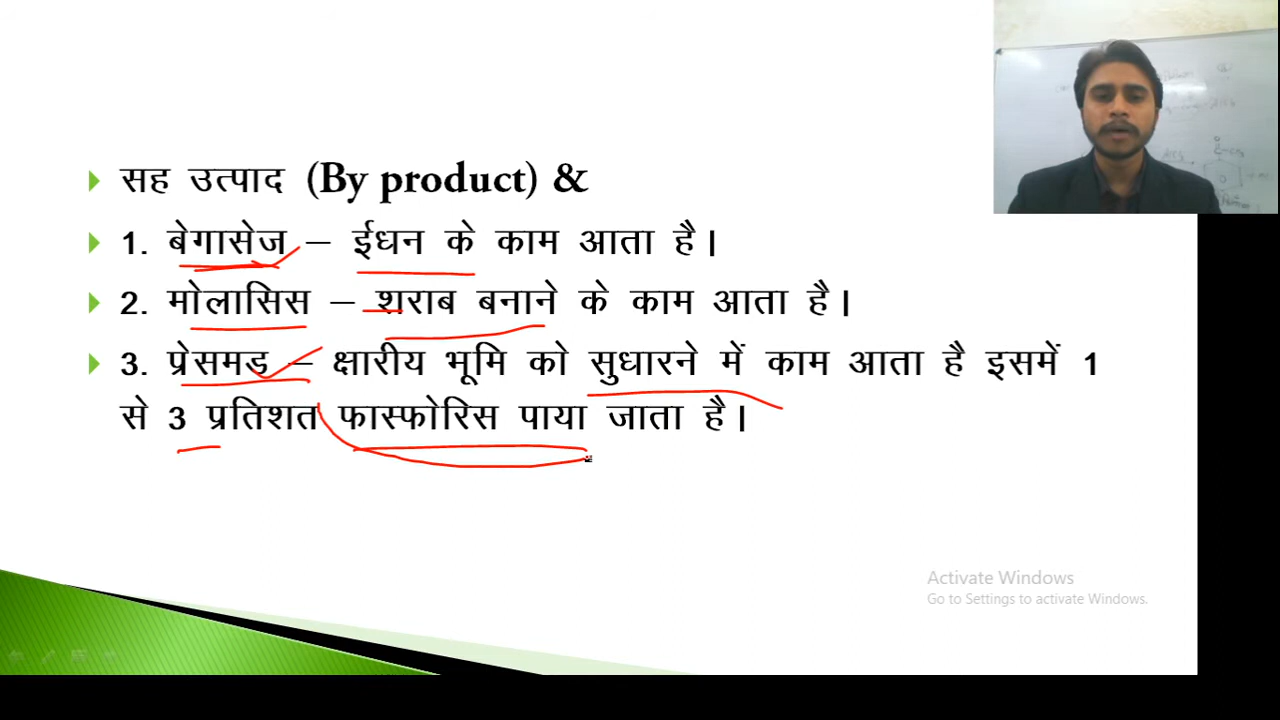 सह उत्पाद (By product) &
1. बेगासेज – ईधन के काम आता है।
2. मोलासिस – शराब बनाने के काम आता है।
3. प्रेसमड – क्षारीय भूमि को सुधारने में काम आता है इसमें 1
से 3 प्रतिशत फास्फोरिस पाया जाता है।
Activate Windows
Go to Settings to activate Windows.